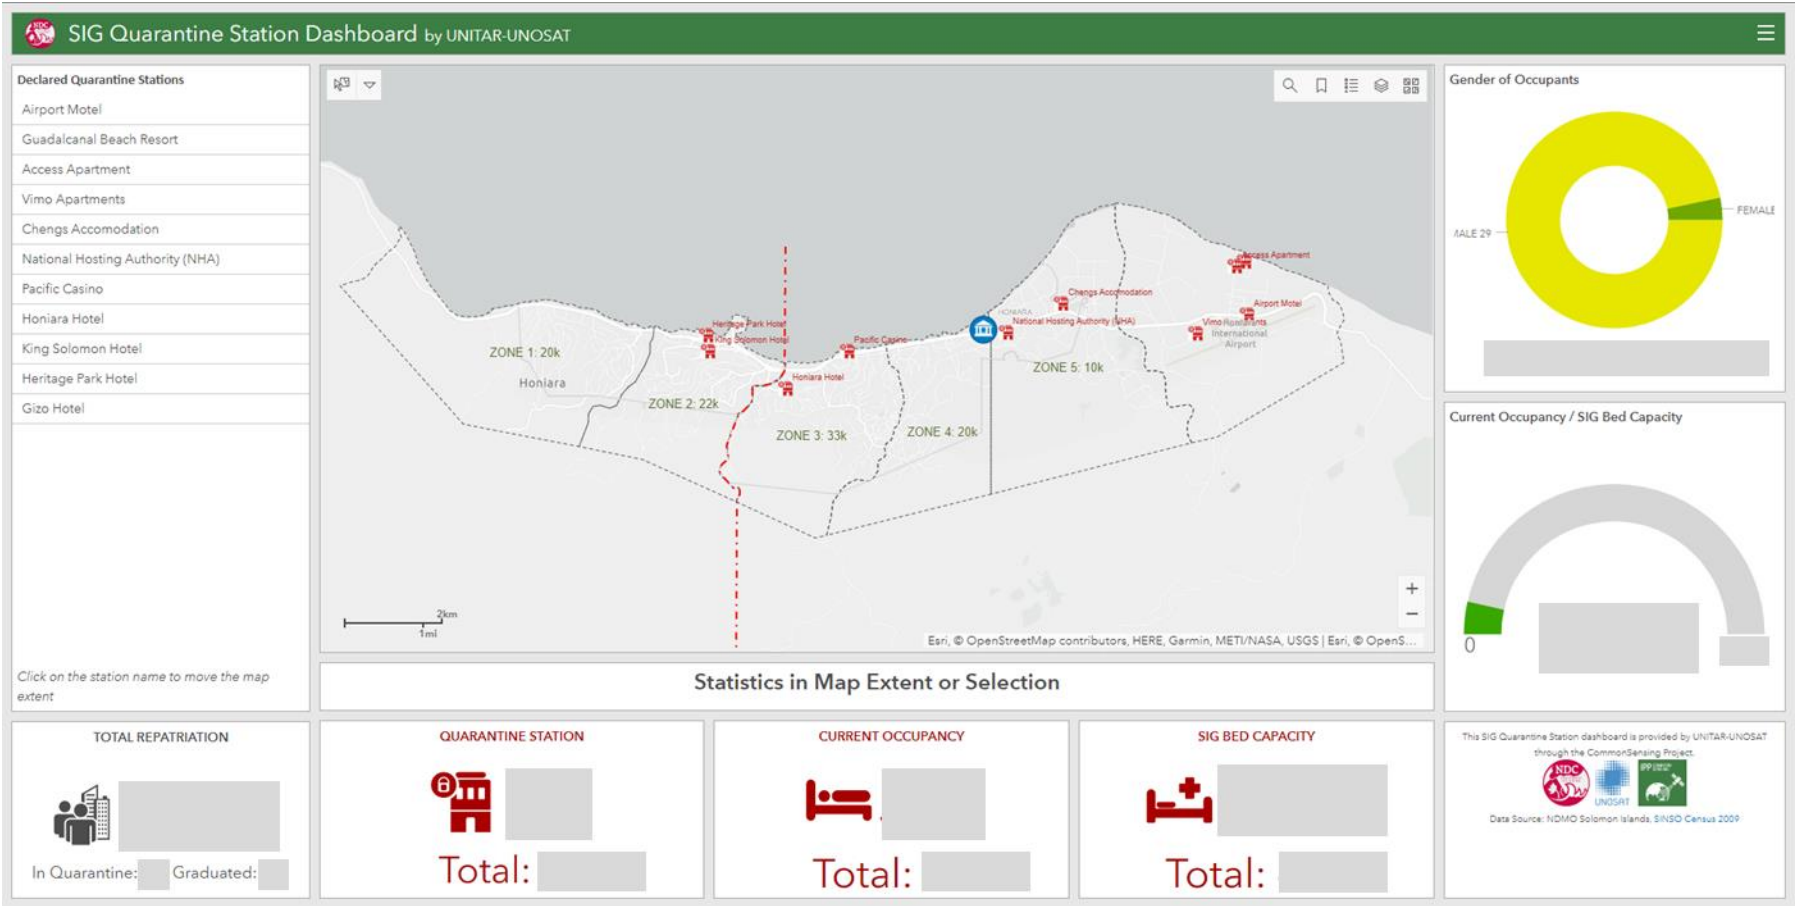 SIG Quarantine Station Dashboard by UNITAR-UNOSAT
Declared Quarantine Stations
Airport Motel
Guadalcanal Beach Resort
Access Apartment
Vimo Apartments
Chengs Accomodation
National Hosting Authority (NHA)
Pacific Casino
Honiara Hotel
King Solomon Hotel
Heritage Park Hotel
Gizo Hotel
Click on the station name to move the map
extent
Access Apartment
Chengs Accomodation
Airport Motel
HONIARA
National Hosting Authority (NHA)
Vimo
International
Airport
Heritage Park Hotel
King Solomon Hotel
Pacific Casino
Honiara Hotel
ZONE 1: 20k
Honiara
ZONE 2: 22k
ZONE 3: 33k
ZONE 4: 20k
ZONE 5: 10k
2km
1mi
+
−
Esri, © OpenStreetMap contributors, HERE, Garmin, METI/NASA, USGS | Esri, © OpenS...
Gender of Occupants
FEMALE
MALE 29
Current Occupancy / SIG Bed Capacity
0
Statistics in Map Extent or Selection
TOTAL REPATRIATION
In Quarantine: Graduated:
QUARANTINE STATION
Total:
CURRENT OCCUPANCY
Total:
SIG BED CAPACITY
Total:
This SIG Quarantine Station dashboard is provided by UNITAR-UNOSAT
through the CommonSensing Project.
NDC
UNOSAT
IPP
Data Source: NDMO Solomon Islands, SINSO Census 2009